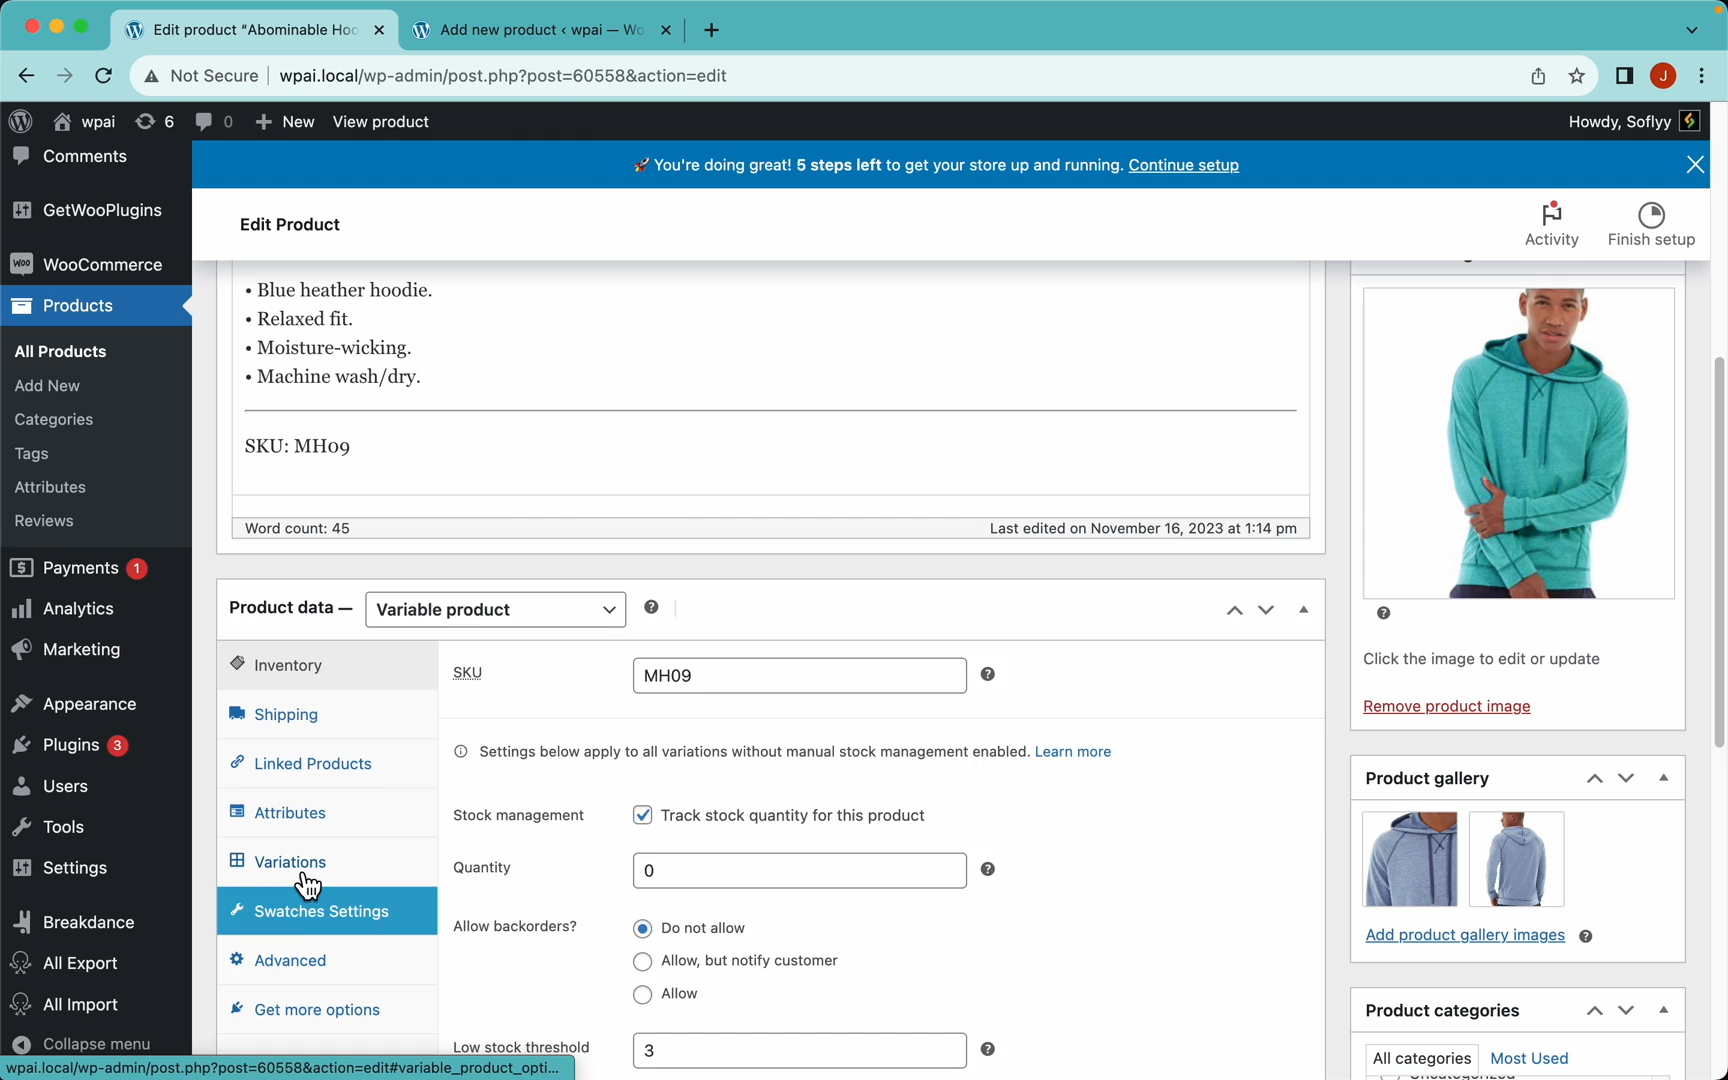 Edit product “Abominable Hoo
Add new product ‹ wpai — Wo
Not Secure
wpai.local/wp-admin/post.php?post=60558&action=edit
J
wpai
6
0
New
View product
Howdy, Soflyy
Comments
GetWooPlugins
Woo
WooCommerce
Products
All Products
Add New
Categories
Tags
Attributes
Reviews
Payments 1
Analytics
Marketing
Appearance
Plugins 3
Users
Tools
Settings
Breakdance
All Export
All Import
Collapse menu
wpai.local/wp-admin/post.php?post=60558&action=edit#variable_product_opti...
🚀 You're doing great! 5 steps left to get your store up and running. Continue setup
Edit Product
Activity
Finish setup
• Blue heather hoodie.
• Relaxed fit.
• Moisture-wicking.
• Machine wash/dry.
SKU: MH09
Word count: 45
Last edited on November 16, 2023 at 1:14 pm
Product data —
Variable product
Inventory
Shipping
Linked Products
Attributes
Variations
Swatches Settings
Advanced
Get more options
SKU
MH09
Settings below apply to all variations without manual stock management enabled. Learn more
Stock management
Track stock quantity for this product
Quantity
0
Allow backorders?
Do not allow
Allow, but notify customer
Allow
Low stock threshold
3
Click the image to edit or update
Remove product image
Product gallery
Add product gallery images
Product categories
All categories
Most Used